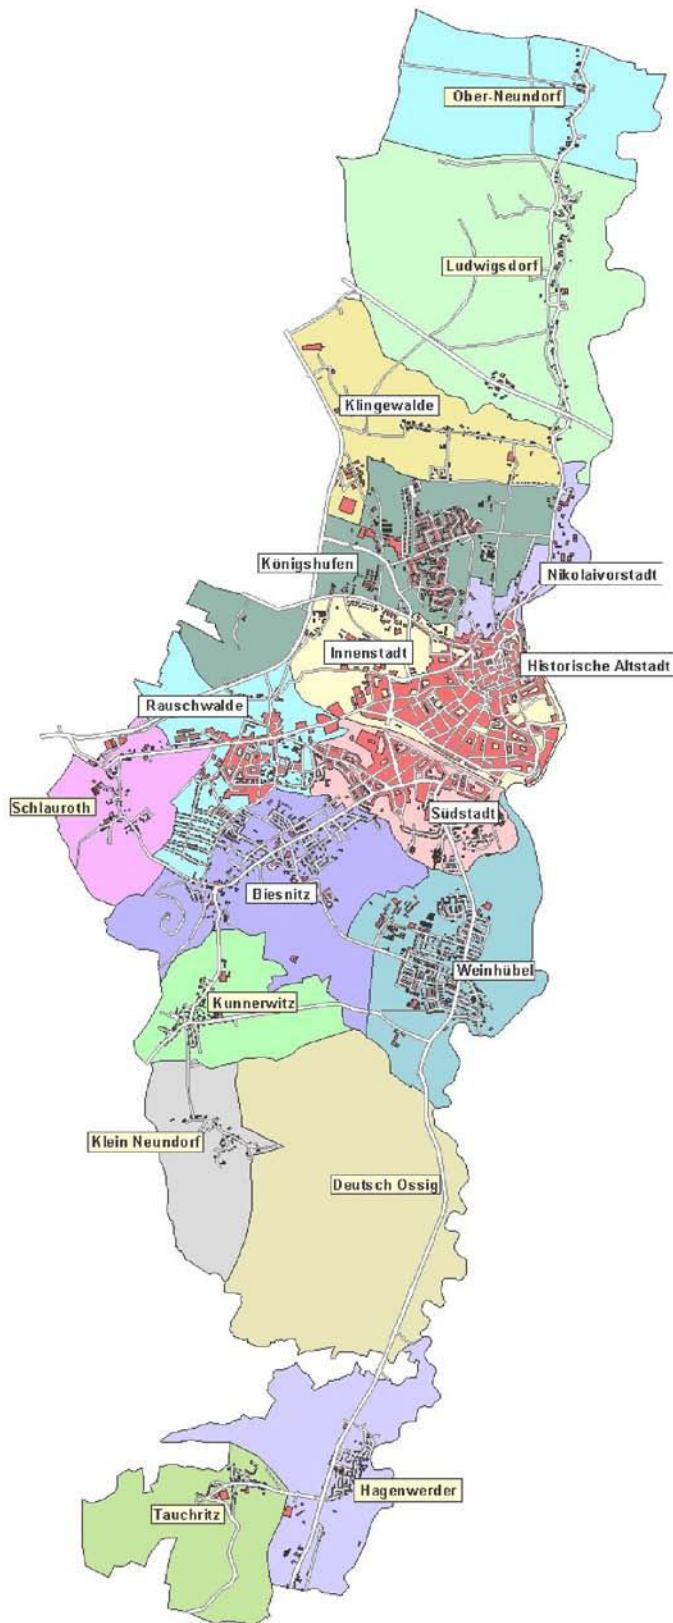 Ober-Neundorf
Ludwigsdorf
Klingewalde
Königshufen
Nikolaivorstadt
Innenstadt
Historische Altstadt
Rauschwalde
Schlauroth
Südstadt
Biesnitz
Weinhübel
Kunnerwitz
Klein Neundorf
Deutsch Ossig
Hagenwerder
Tauchritz